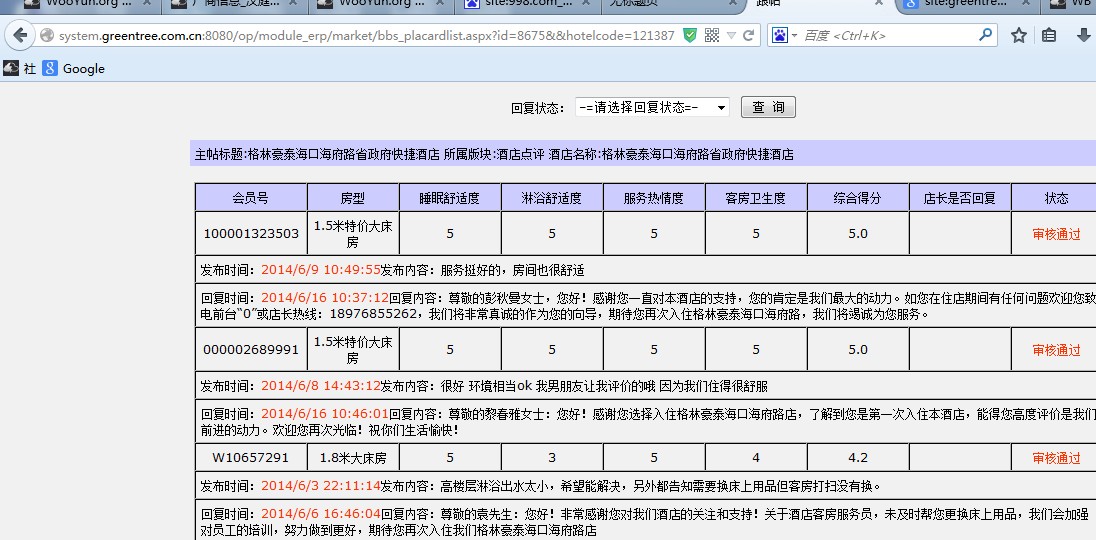 WooYun.org ...
厂商信息_汉庭...
WooYun.org ...
site:998.com_...
无标题页
跟帖
site:greentre...
WB
system.greentree.com.cn:8080/op/module_erp/market/bbs_placardlist.aspx?id=8675&&hotelcode=121387
百度 <Ctrl+K>
社 Google
回复状态: -=请选择回复状态=- 查 询
主帖标题:格林豪泰海口海府路省政府快捷酒店 所属版块:酒店点评 酒店名称:格林豪泰海口海府路省政府快捷酒店
会员号 房型 睡眠舒适度 淋浴舒适度 服务热情度 客房卫生度 综合得分 店长是否回复 状态
100001323503 1.5米特价大床房 5 5 5 5 5.0 审核通过
发布时间: 2014/6/9 10:49:55发布内容: 服务挺好的，房间也很舒适
回复时间: 2014/6/16 10:37:12回复内容: 尊敬的彭秋曼女士，您好！感谢您一直对本酒店的支持，您的肯定是我们最大的动力。如您在住店期间有任何问题欢迎您致
电前台“0”或店长热线：18976855262，我们将非常真诚的作为您的向导，期待您再次入住格林豪泰海口海府路，我们将竭诚为您服务。
000002689991 1.5米特价大床房 5 5 5 5 5.0 审核通过
发布时间: 2014/6/8 14:43:12发布内容: 很好 环境相当ok 我男朋友让我评价的哦 因为我们住得很舒服
回复时间: 2014/6/16 10:46:01回复内容: 尊敬的黎春雅女士：您好！感谢您选择入住格林豪泰海口海府路店，了解到您是第一次入住本酒店，能得您高度评价是我们
前进的动力。欢迎您再次光临！祝你们生活愉快！
W10657291 1.8米大床房 5 3 5 4 4.2 审核通过
发布时间: 2014/6/3 22:11:14发布内容: 高楼层淋浴出水太小，希望能解决，另外都告知需要换床上用品但客房打扫没有换。
回复时间: 2014/6/6 16:46:04回复内容: 尊敬的袁先生：您好！非常感谢您对我们酒店的关注和支持！关于酒店客房服务员，未及时帮您更换床上用品，我们会加强
对员工的培训，努力做到更好，期待您再次入住我们格林豪泰海口海府路店